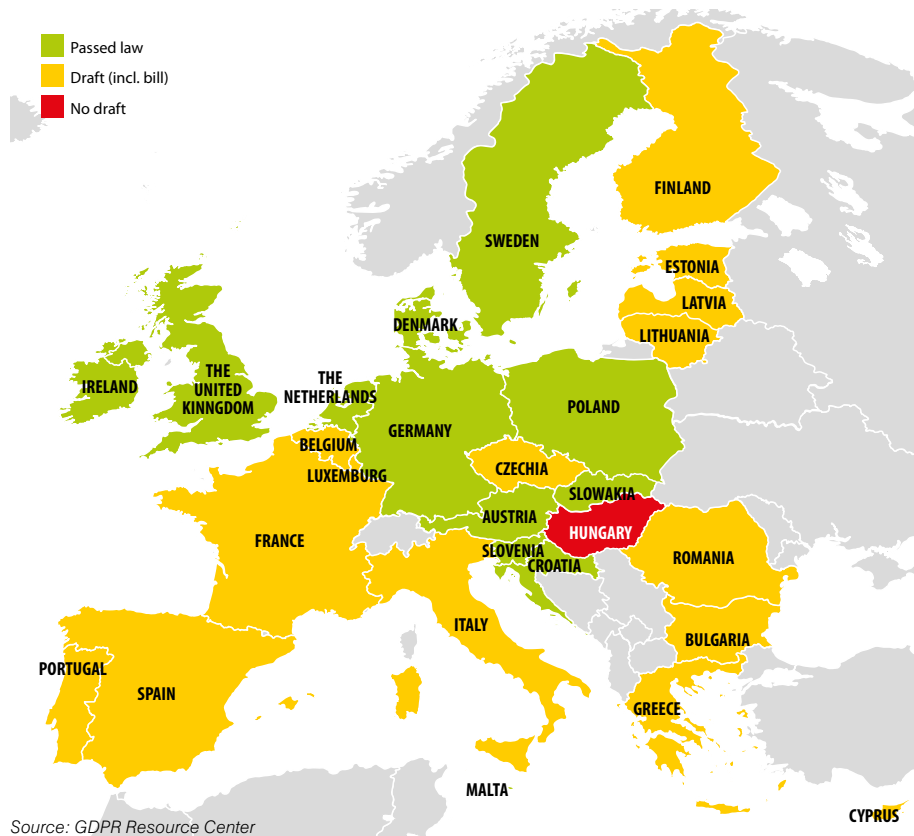 Passed law
Draft (incl. bill)
No draft
FINLAND
SWEDEN
ESTONIA
LATVIA
LITHUANIA
DENMARK
IRELAND
THE
UNITED
KINNGDOM
THE
NETHERLANDS
POLAND
GERMANY
BELGIUM
LUXEMBURG
CZECHIA
SLOWAKIA
AUSTRIA
HUNGARY
FRANCE
SLOVENIA
CROATIA
ROMANIA
ITALY
BULGARIA
PORTUGAL
SPAIN
GREECE
MALTA
CYPRUS
Source: GDPR Resource Center